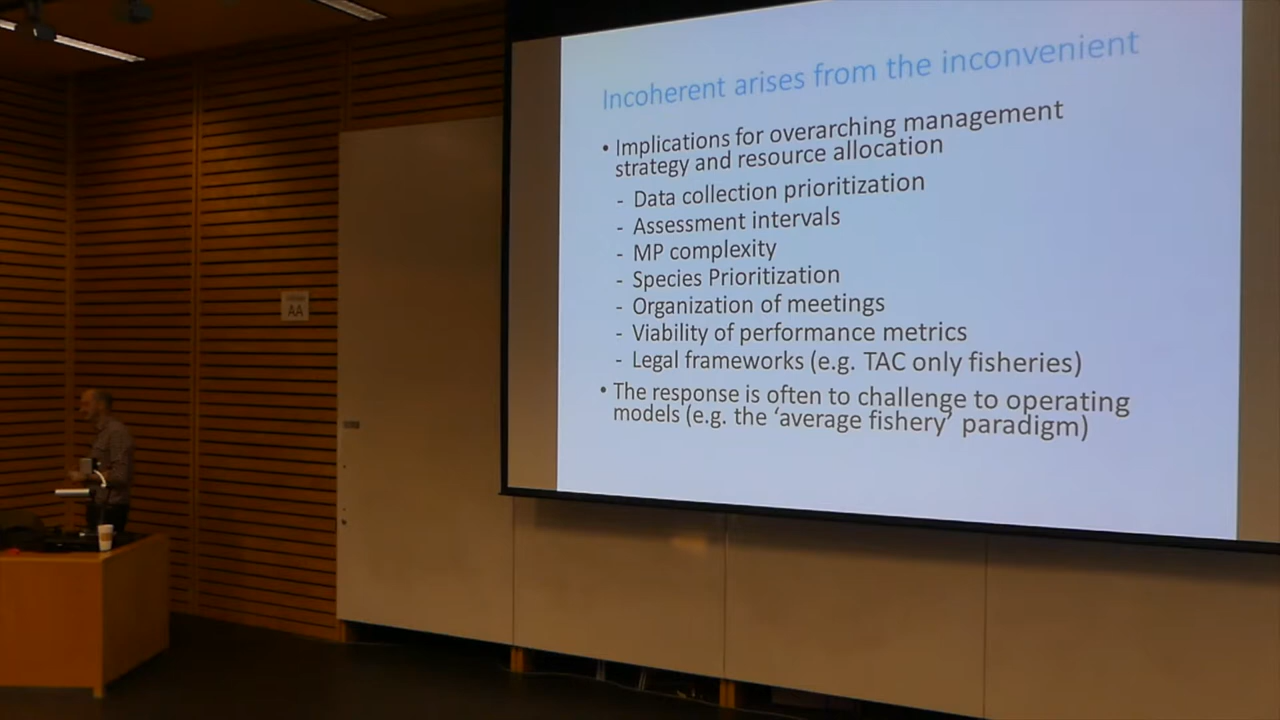 Incoherent arises from the inconvenient
• Implications for overarching management
strategy and resource allocation
- Data collection prioritization
- Assessment intervals
- MP complexity
- Species Prioritization
- Organization of meetings
- Viability of performance metrics
- Legal frameworks (e.g. TAC only fisheries)
• The response is often to challenge to operating
models (e.g. the ‘average fishery’ paradigm)
AA